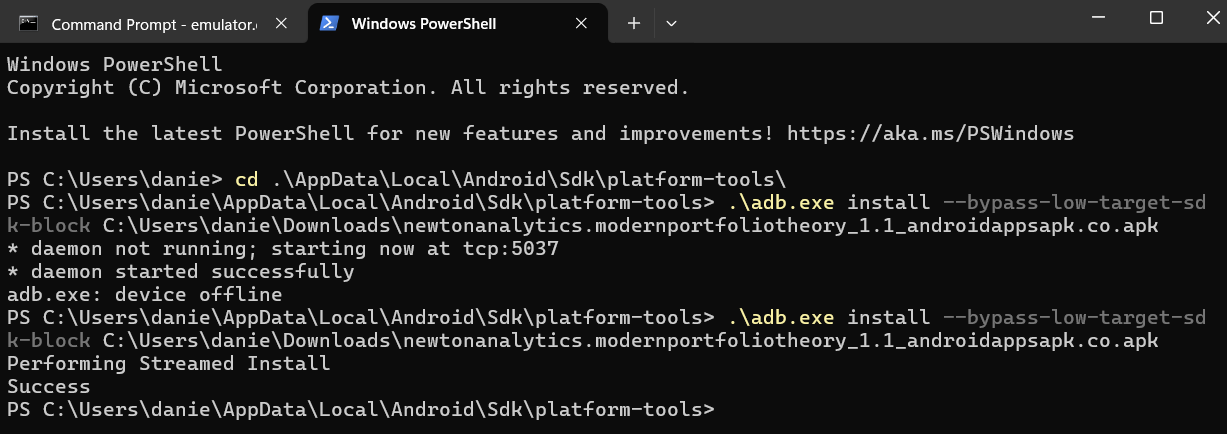 Command Prompt - emulator.
Windows PowerShell
Windows PowerShell
Copyright (C) Microsoft Corporation. All rights reserved.
Install the latest PowerShell for new features and improvements! https://aka.ms/PSWindows
PS C:\Users\danie> cd .\AppData\Local\Android\Sdk\platform-tools\
PS C:\Users\danie\AppData\Local\Android\Sdk\platform-tools> .\adb.exe install --bypass-low-target-sd
k-block C:\Users\danie\Downloads\newtonanalytics.modernportfoliotheory_1.1_androidappsapk.co.apk
* daemon not running; starting now at tcp:5037
* daemon started successfully
adb.exe: device offline
PS C:\Users\danie\AppData\Local\Android\Sdk\platform-tools> .\adb.exe install --bypass-low-target-sd
k-block C:\Users\danie\Downloads\newtonanalytics.modernportfoliotheory_1.1_androidappsapk.co.apk
Performing Streamed Install
Success
PS C:\Users\danie\AppData\Local\Android\Sdk\platform-tools>